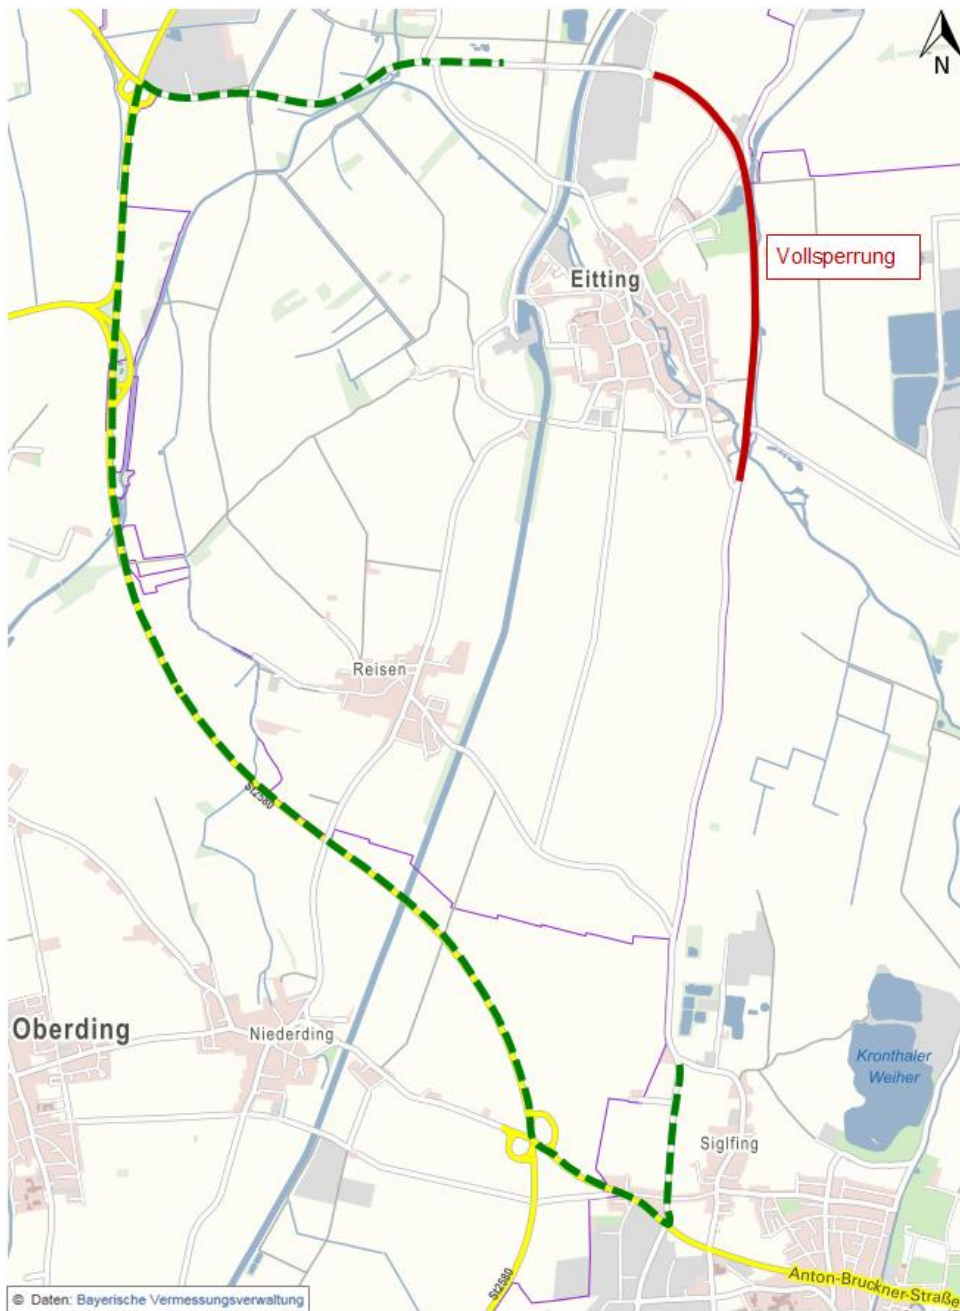 N
Vollsperrung
Eitting
Reisen
St2580
Oberding
Niederding
Kronthaler
Weiher
Siglfing
St2580
Anton-Bruckner-Straße
© Daten: Bayerische Vermessungsverwaltung